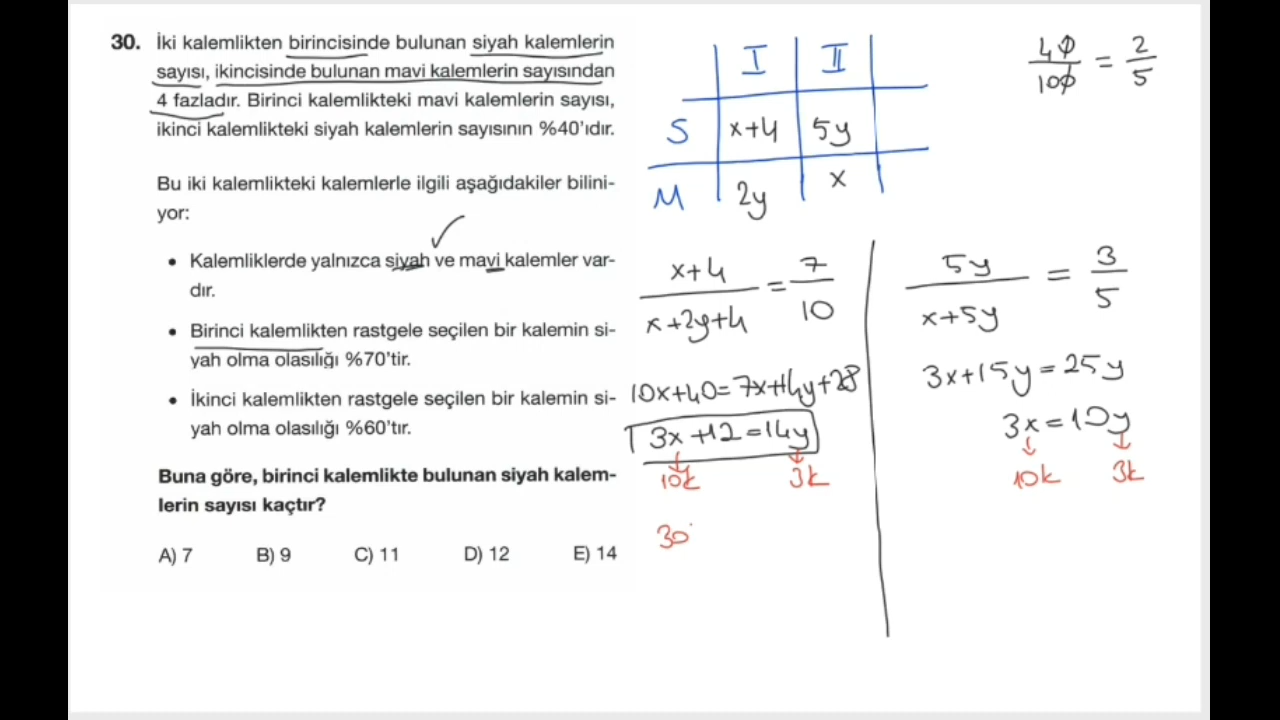 30. İki kalemlikten birincisinde bulunan siyah kalemlerin
sayısı, ikincisinde bulunan mavi kalemlerin sayısından
4 fazladır. Birinci kalemlikteki mavi kalemlerin sayısı,
ikinci kalemlikteki siyah kalemlerin sayısının %40'ıdır.
Bu iki kalemlikteki kalemlerle ilgili aşağıdakiler bilini-
yor:
• Kalemliklerde yalnızca siyah ve mavi kalemler var-
dır.
• Birinci kalemlikten rastgele seçilen bir kalemin si-
yah olma olasılığı %70'tir.
• İkinci kalemlikten rastgele seçilen bir kalemin si-
yah olma olasılığı %60'tır.
Buna göre, birinci kalemlikte bulunan siyah kalem-
lerin sayısı kaçtır?
A) 7 B) 9 C) 11 D) 12 E) 14
I II
S x+4 5y
M 2y x
40/100 = 2/5
x+4/x+2y+4 = 7/10
10x+40=7x+14y+28
3x+12=14y
10k 3k
30
5y/x+5y = 3/5
3x+15y=25y
3x=10y
10k 3k